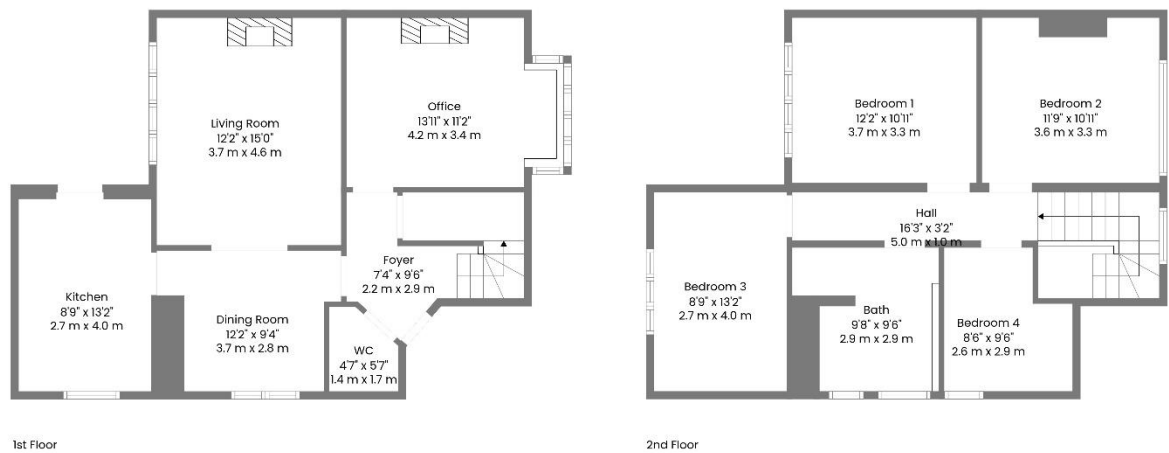 Living Room
12'2" x 15'0"
3.7 m x 4.6 m
Office
13'11" x 11'2"
4.2 m x 3.4 m
Kitchen
8'9" x 13'2"
2.7 m x 4.0 m
Dining Room
12'2" x 9'4"
3.7 m x 2.8 m
Foyer
7'4" x 9'6"
2.2 m x 2.9 m
WC
4'7" x 5'7"
1.4 m x 1.7 m
1st Floor
Bedroom 1
12'2" x 10'11"
3.7 m x 3.3 m
Bedroom 2
11'9" x 10'11"
3.6 m x 3.3 m
Hall
16'3" x 3'2"
5.0 m x 1.0 m
Bedroom 3
8'9" x 13'2"
2.7 m x 4.0 m
Bath
9'8" x 9'6"
2.9 m x 2.9 m
Bedroom 4
8'6" x 9'6"
2.6 m x 2.9 m
2nd Floor